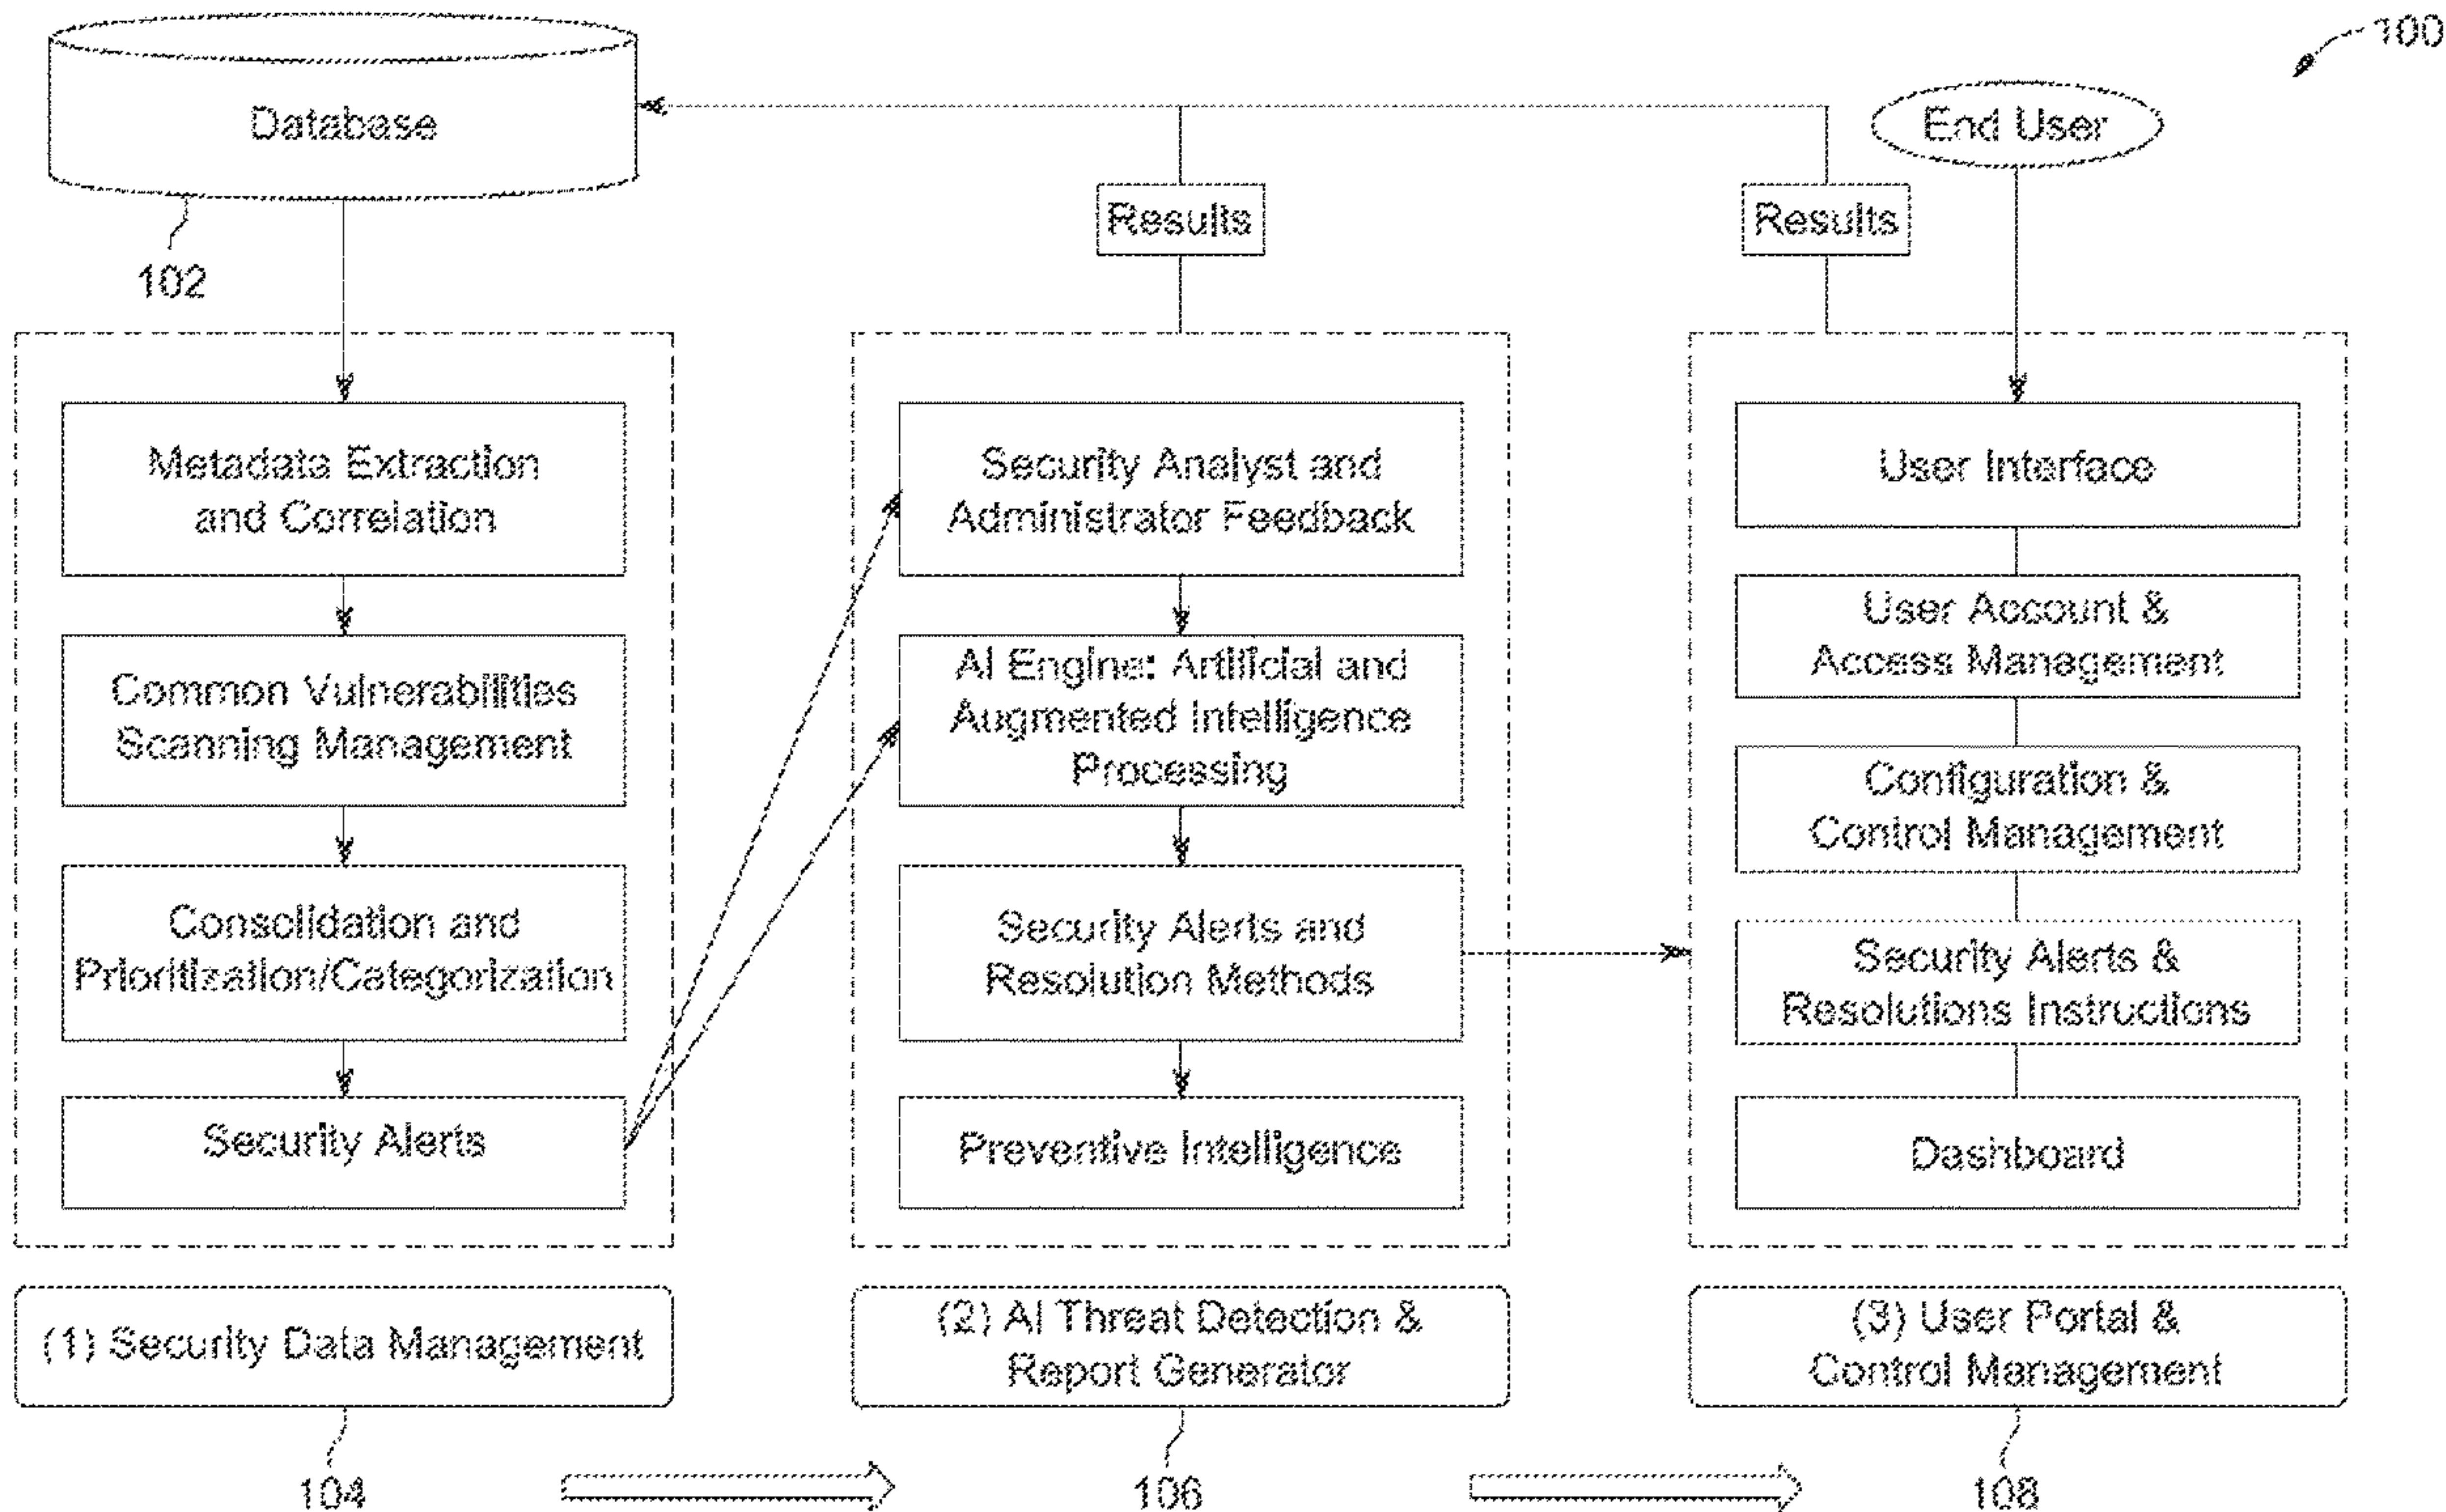 100
Database
End User
Results
Results
102
Metadata Extraction
and Correlation
Common Vulnerabilities
Scanning Management
Consolidation and
Prioritization/Categorization
Security Alerts
Security Analyst and
Administrator Feedback
AI Engine: Artificial and
Augmented Intelligence
Processing
Security Alerts and
Resolution Methods
Preventive Intelligence
User Interface
User Account &
Access Management
Configuration &
Control Management
Security Alerts &
Resolutions Instructions
Dashboard
(1) Security Data Management
(2) AI Threat Detection &
Report Generator
(3) User Portal &
Control Management
104
106
108